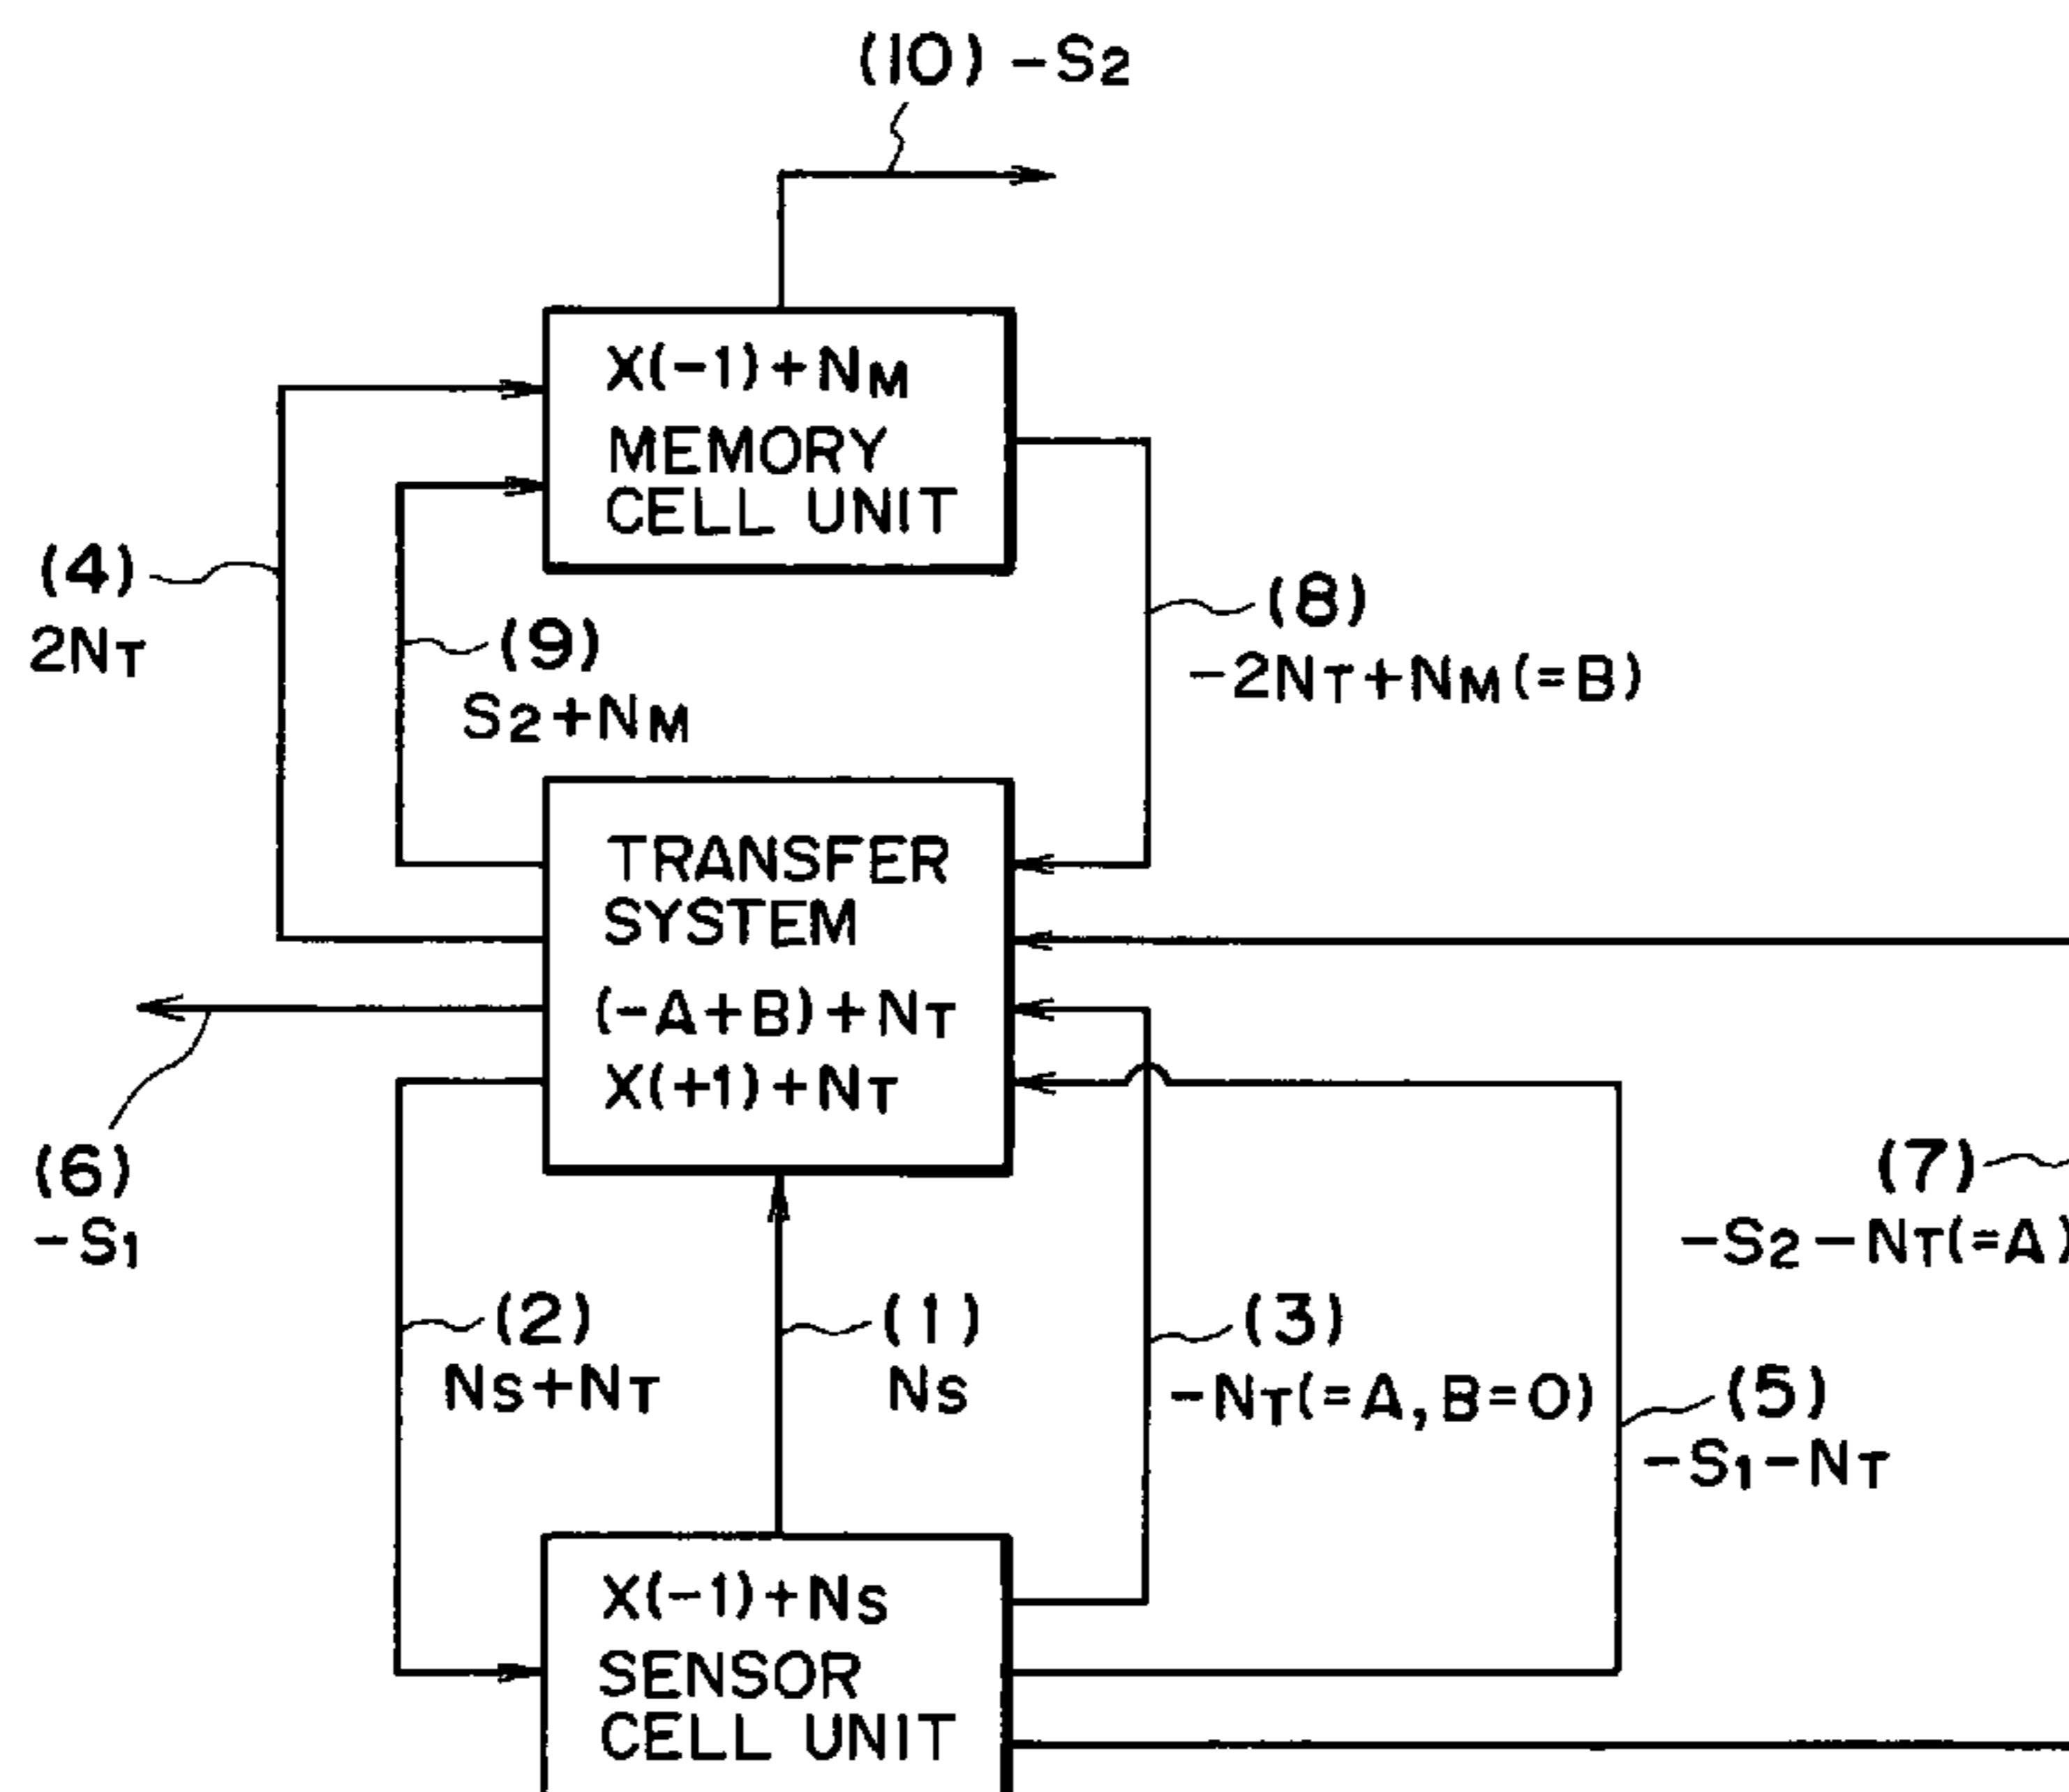 (10) -S2
X(-1)+NM
MEMORY
CELL UNIT
(4)
2NT
(9)
S2+NM
(8)
-2NT+NM(=B)
TRANSFER
SYSTEM
(-A+B)+NT
X(+1)+NT
(6)
-S1
(7)
-S2-NT(=A)
(2)
NS+NT
(1)
NS
(3)
-NT(=A,B=0)
(5)
-S1-NT
X(-1)+NS
SENSOR
CELL UNIT